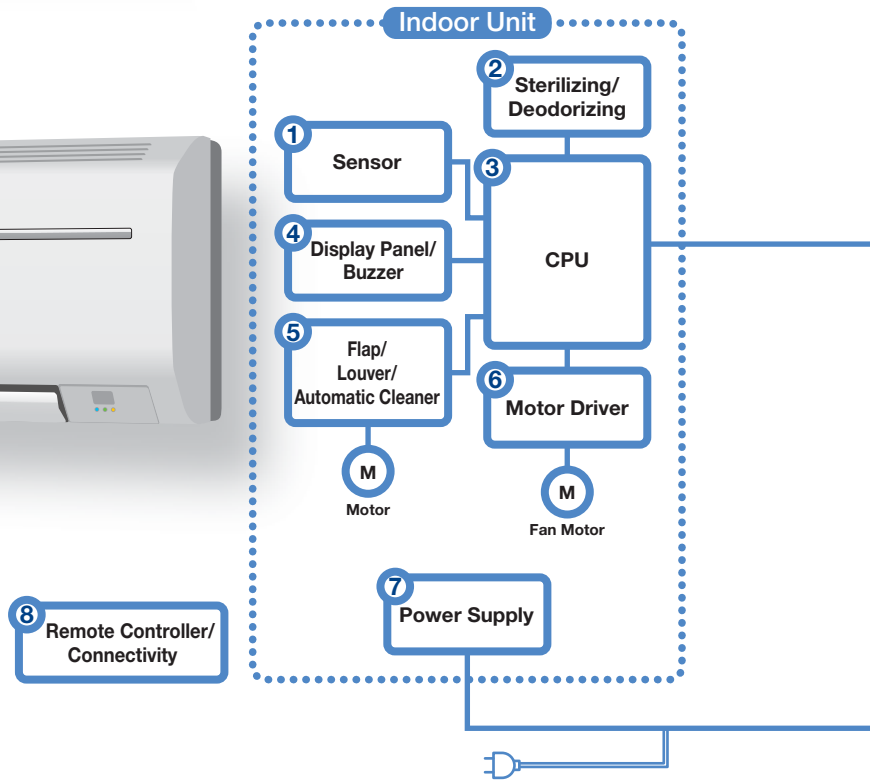 Indoor Unit
2
Sterilizing/
Deodorizing
1
Sensor
3
CPU
4
Display Panel/
Buzzer
5
Flap/
Louver/
Automatic Cleaner
6
Motor Driver
M
Motor
M
Fan Motor
7
Power Supply
8
Remote Controller/
Connectivity